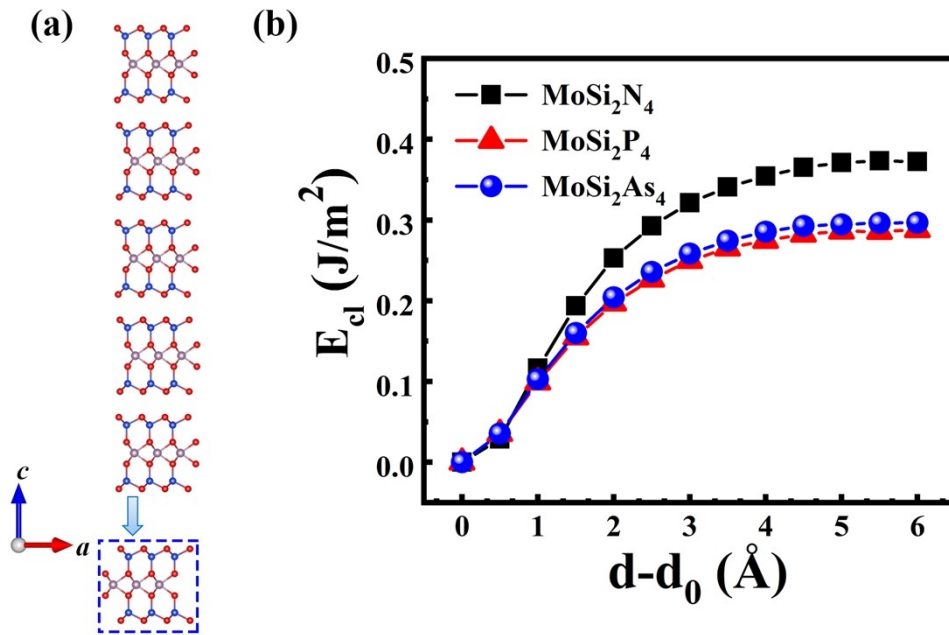 (a)
(b)
0.5
0.4
0.3
0.2
0.1
0.0
E_cl (J/m²)
MoSi₂N₄
MoSi₂P₄
MoSi₂As₄
0 1 2 3 4 5 6
d-d₀ (Å)
c
a